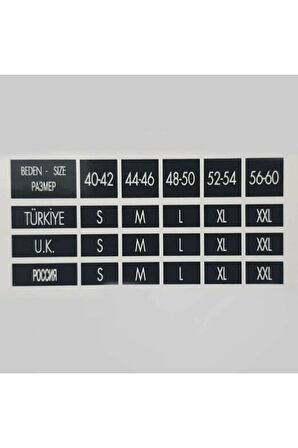 BEDEN - SIZE
РАЗМЕР 40-42 44-46 48-50 52-54 56-60
TÜRKİYE S M L XL XXL
U.K. S M L XL XXL
РОССИЯ S M L XL XXL